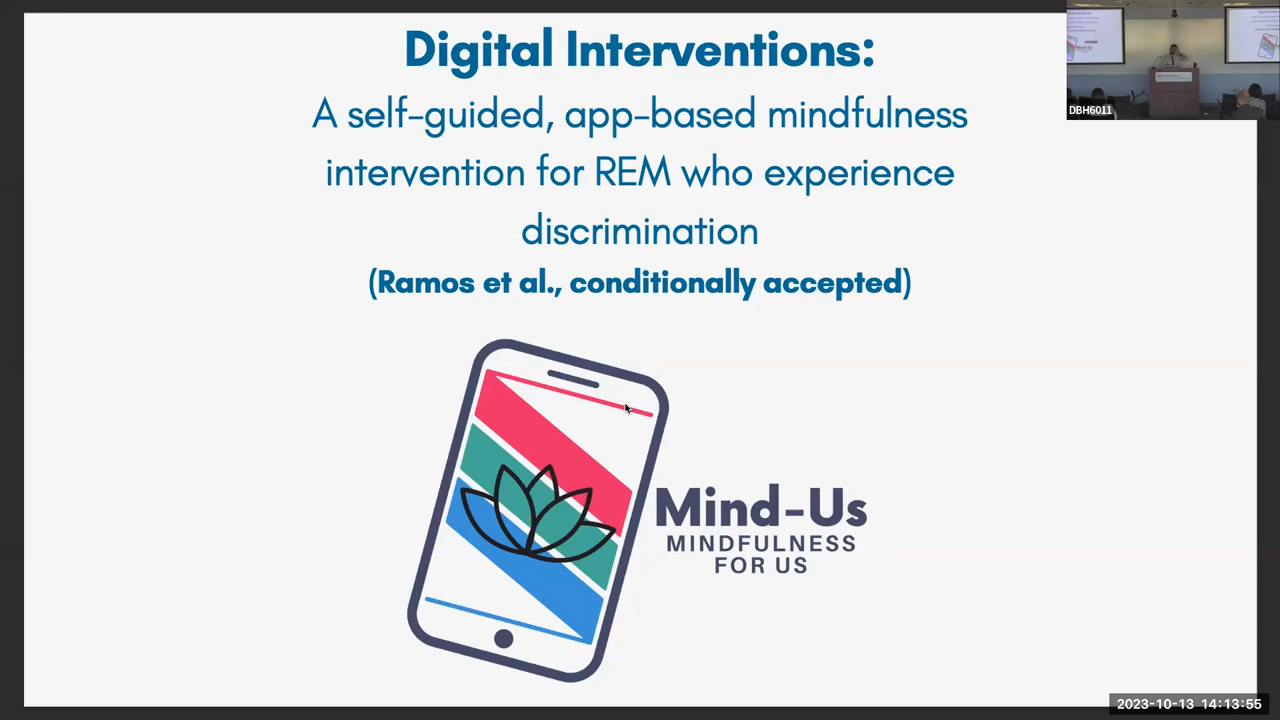 Digital Interventions:
A self-guided, app-based mindfulness
intervention for REM who experience
discrimination
(Ramos et al., conditionally accepted)
Mind-Us
MINDFULNESS
FOR US
DBH6011
2023-10-13 14:13:55